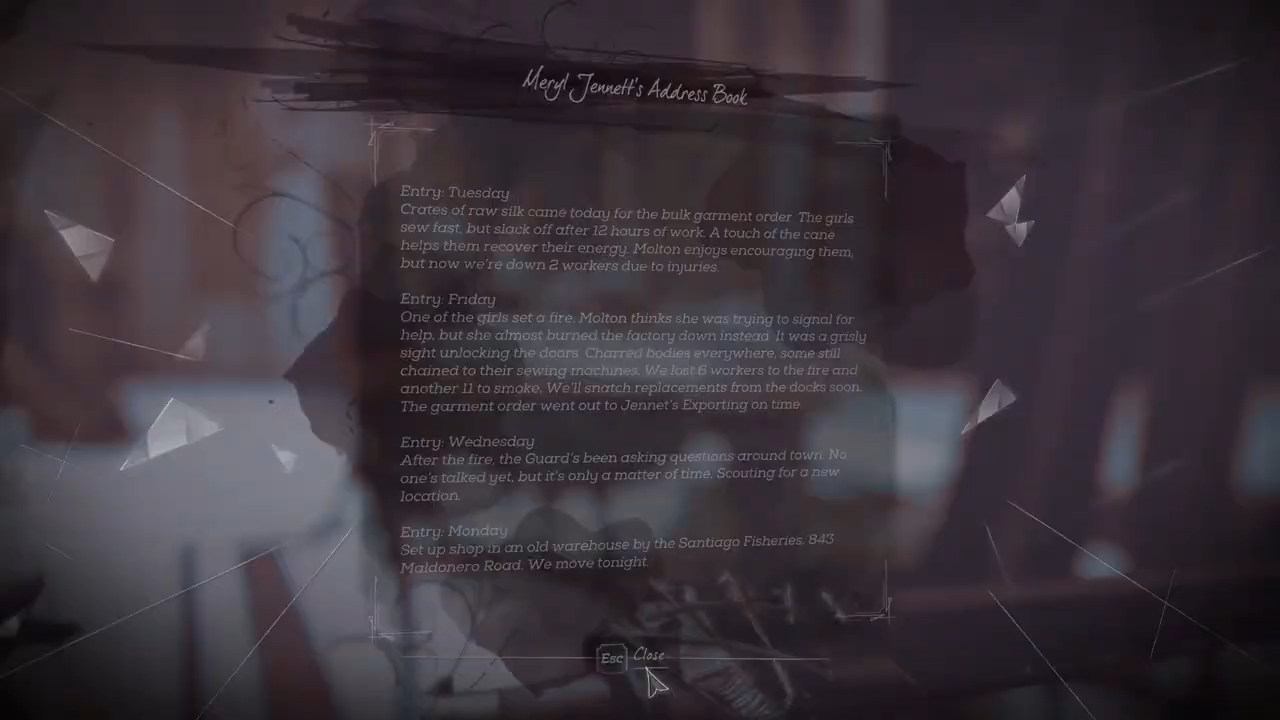 Meryl Jennett's Address Book
Entry: Tuesday
Crates of raw silk came today for the bulk garment order. The girls
sew fast, but slack off after 12 hours of work. A touch of the cane
helps them recover their energy. Molton enjoys encouraging them,
but now we're down 2 workers due to injuries.
Entry: Friday
One of the girls set a fire. Molton thinks she was trying to signal for
help, but she almost burned the factory down instead. It was a grisly
sight unlocking the doors. Charred bodies everywhere, some still
chained to their sewing machines. We lost 6 workers to the fire and
another 11 to smoke. We'll snatch replacements from the docks soon.
The garment order went out to Jennet's Exporting on time.
Entry: Wednesday
After the fire, the Guard's been asking questions around town. No
one's talked yet, but it's only a matter of time. Scouting for a new
location.
Entry: Monday
Set up shop in an old warehouse by the Santiago Fisheries, 843
Maldonero Road. We move tonight.
Esc Close